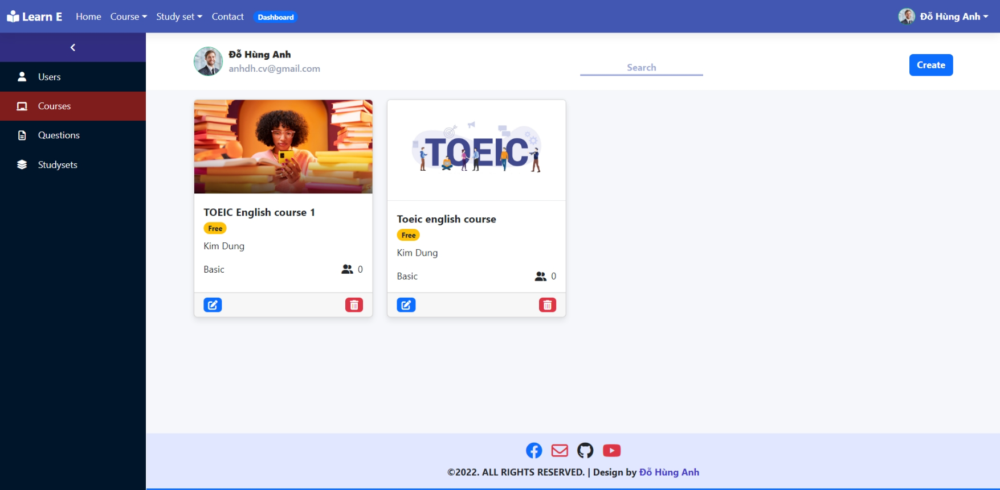 Learn E
Home
Course
Study set
Contact
Dashboard
Đỗ Hùng Anh
Users
Courses
Questions
Studysets
Đỗ Hùng Anh
anhdh.cv@gmail.com
Search
Create
TOEIC English course 1
Free
Kim Dung
Basic
0
TOEIC
Toeic english course
Free
Kim Dung
Basic
0
©2022. ALL RIGHTS RESERVED. | Design by Đỗ Hùng Anh